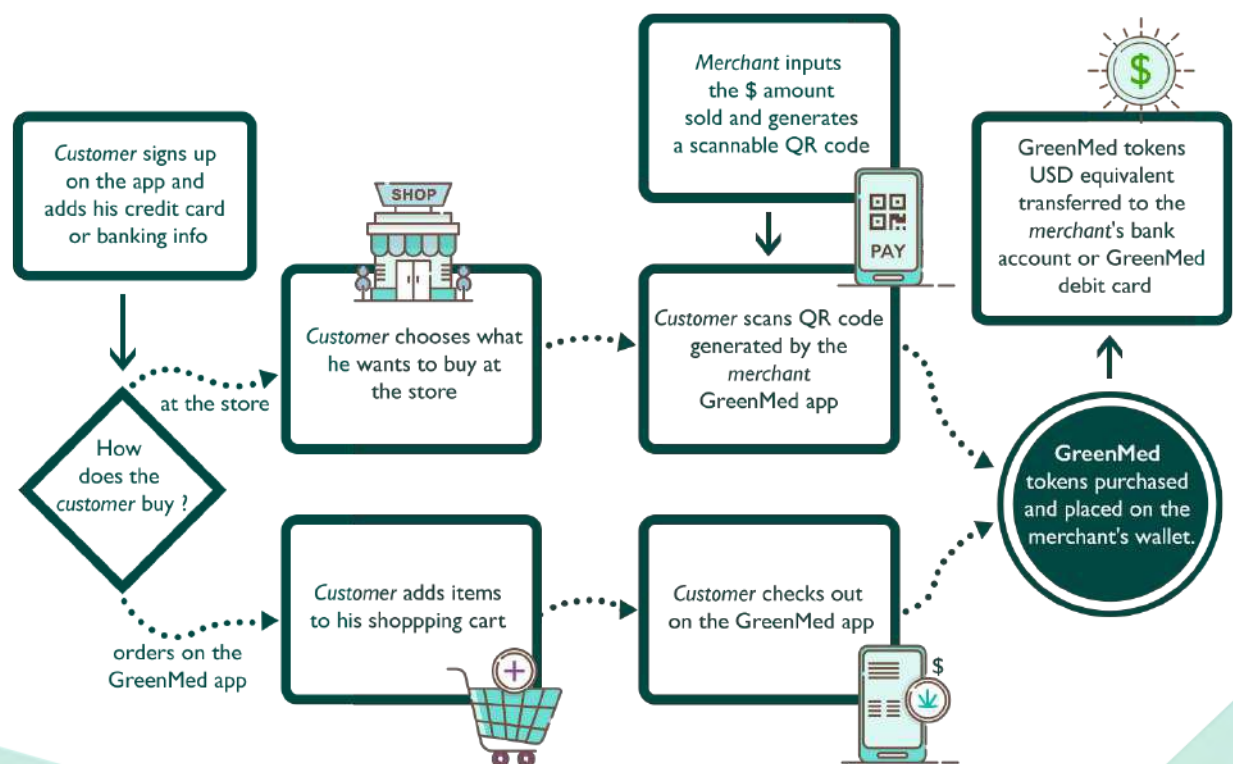 Customer signs up
on the app and
adds his credit card
or banking info
How
does the
customer buy ?
at the store
SHOP
Customer chooses what
he wants to buy at
the store
Merchant inputs
the $ amount
sold and generates
a scannable QR code
PAY
Customer scans QR code
generated by the
merchant
GreenMed app
orders on the
GreenMed app
Customer adds items
to his shoppping cart
Customer checks out
on the GreenMed app
$
GreenMed
tokens purchased
and placed on the
merchant's wallet.
$
GreenMed tokens
USD equivalent
transferred to the
merchant's bank
account or GreenMed
debit card